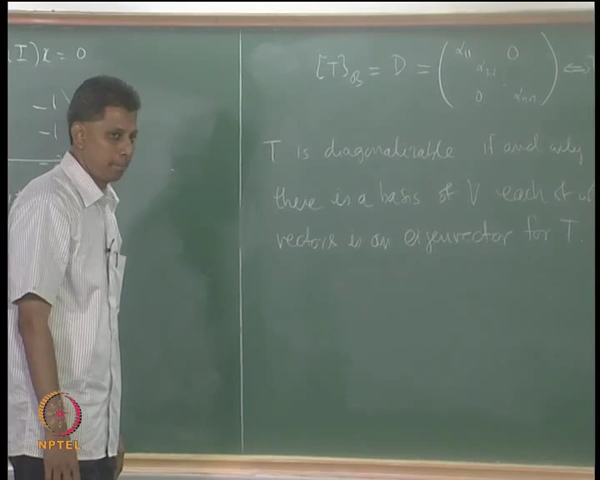 I)x = 0
-1
-1
[T]_B = D = ( α11 0
α22
0 αnn ) ⇔
T is diagonalizable if and only
there is a basis of V each of w
vectors is an eigenvector for T.
NPTEL